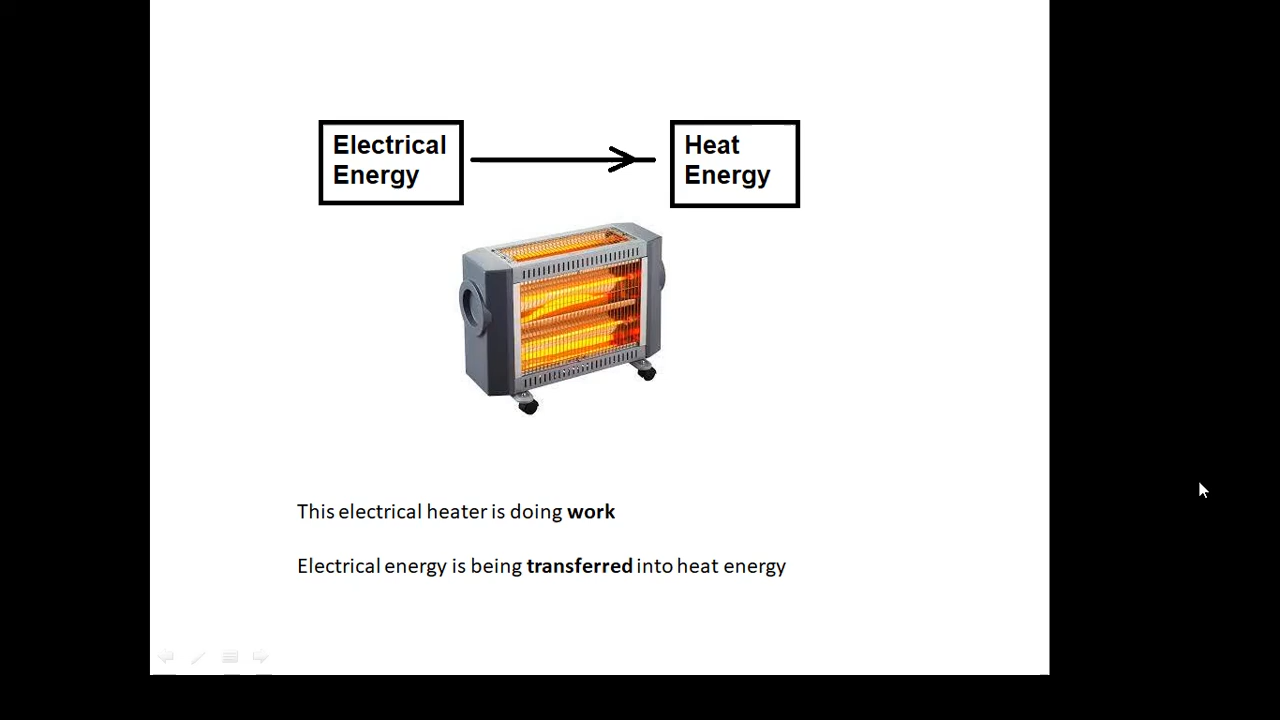 Electrical
Energy
Heat
Energy
This electrical heater is doing work
Electrical energy is being transferred into heat energy